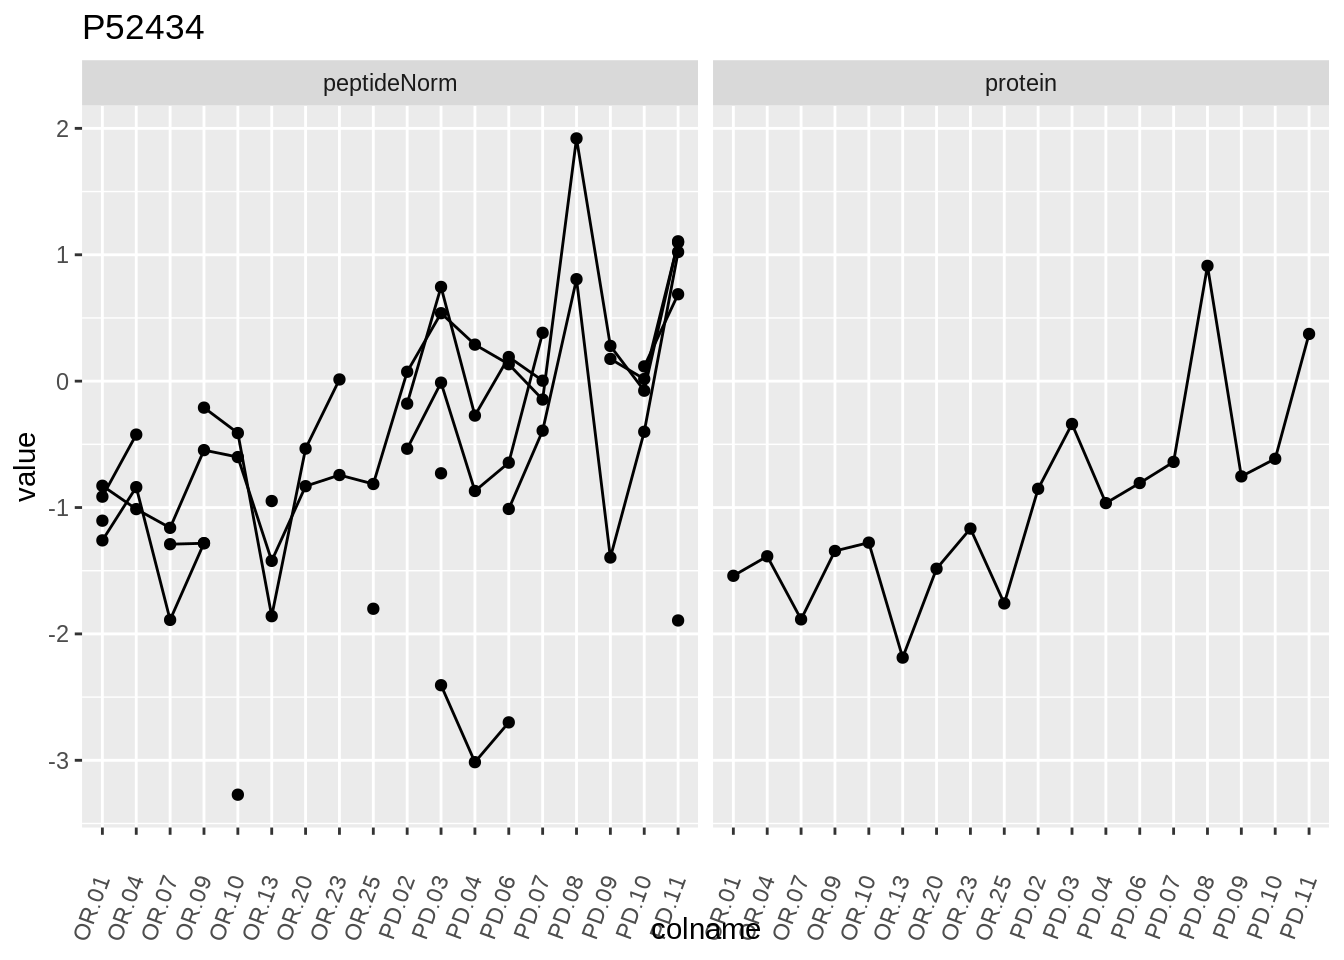 P52434
peptideNorm
protein
value
2
1
0
-1
-2
-3
OR.01
OR.04
OR.07
OR.09
OR.10
OR.13
OR.20
OR.23
OR.25
PD.02
PD.03
PD.04
PD.06
PD.07
PD.08
PD.09
PD.10
PD.11
OR.01
OR.04
OR.07
OR.09
OR.10
OR.13
OR.20
OR.23
OR.25
PD.02
PD.03
PD.04
PD.06
PD.07
PD.08
PD.09
PD.10
PD.11
colname